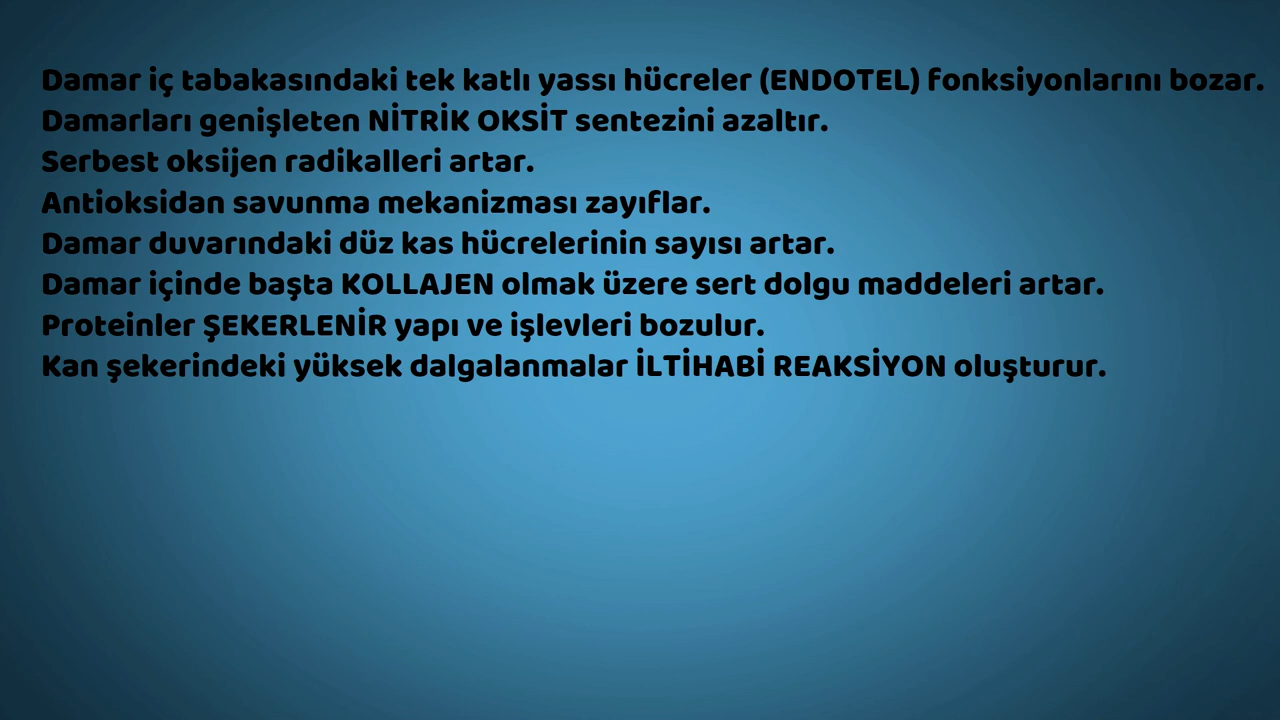 Damar iç tabakasındaki tek katlı yassı hücreler (ENDOTEL) fonksiyonlarını bozar.
Damarları genişleten NİTRİK OKSİT sentezini azaltır.
Serbest oksijen radikalleri artar.
Antioksidan savunma mekanizması zayıflar.
Damar duvarındaki düz kas hücrelerinin sayısı artar.
Damar içinde başta KOLLAJEN olmak üzere sert dolgu maddeleri artar.
Proteinler ŞEKERLENİR yapı ve işlevleri bozulur.
Kan şekerindeki yüksek dalgalanmalar İLTİHABİ REAKSİYON oluşturur.